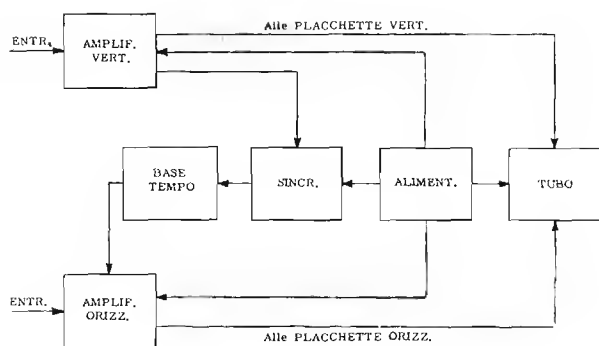 Alle PLACCHETTE VERT.
ENTR.
AMPLIF.
VERT.
BASE
TEMPO
SINCR.
ALIMENT.
TUBO
ENTR.
AMPLIF.
ORIZZ.
Alle PLACCHETTE ORIZZ.